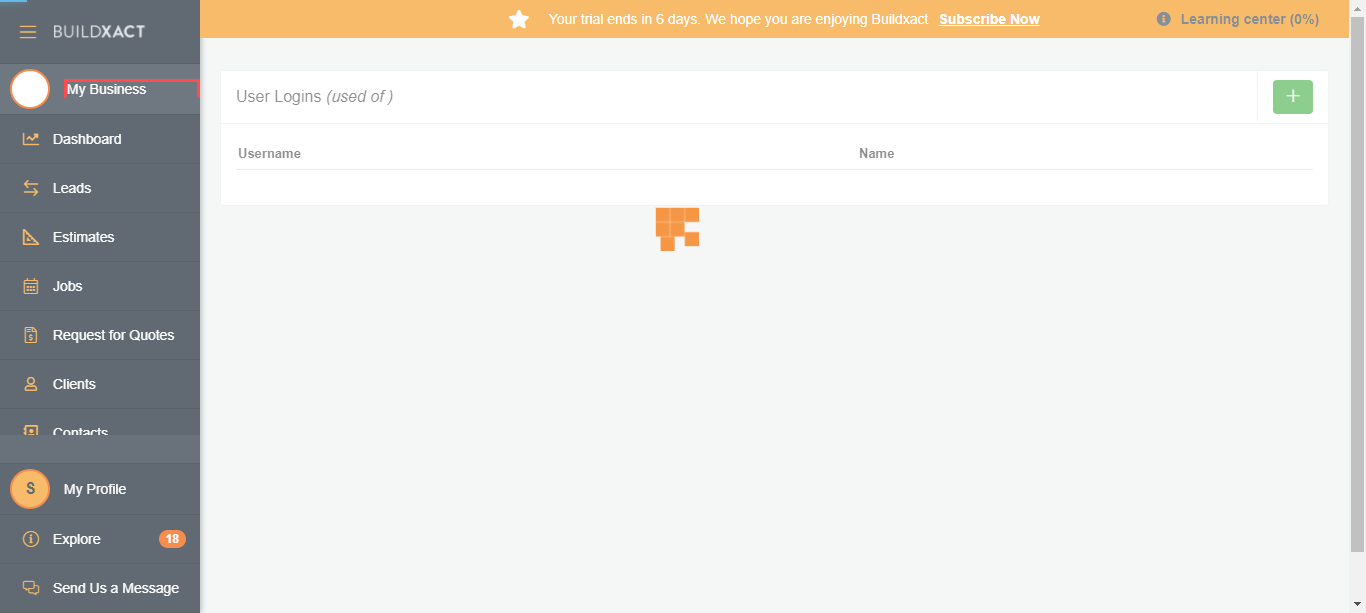 BUILDXACT
Your trial ends in 6 days. We hope you are enjoying Buildxact Subscribe Now
Learning center (0%)
My Business
Dashboard
Leads
Estimates
Jobs
Request for Quotes
Clients
Contacts
S My Profile
Explore 18
Send Us a Message
User Logins (used of )
+
Username Name